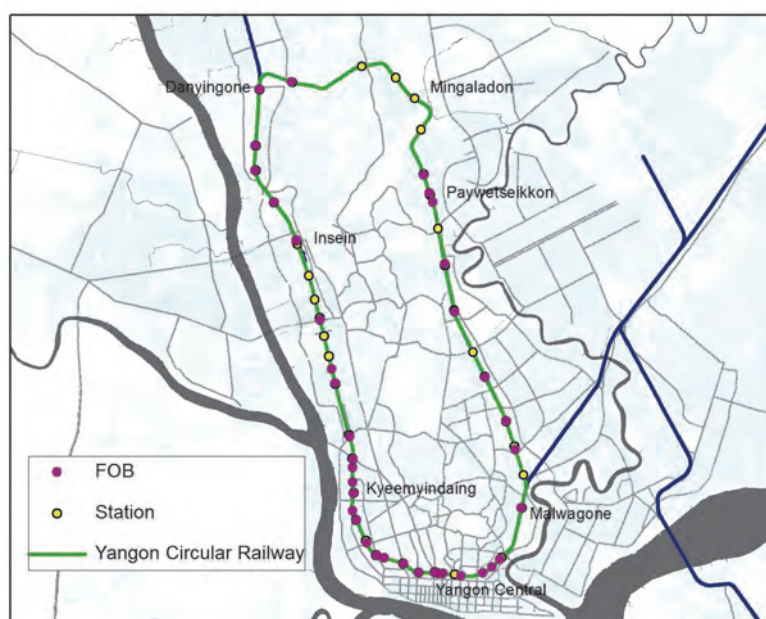 Danyingone
Mingaladon
Paywetseikkon
Insein
Kyeemyindaing
Malwagone
Yangon Central
FOB
Station
Yangon Circular Railway